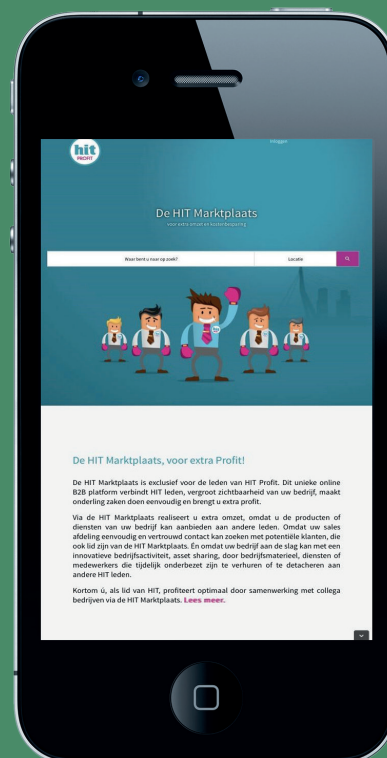 Inloggen
hit
PROFIT
De HIT Marktplaats
voor extra omzet en kostenbesparing
Waar bent u naar op zoek? Locatie
De HIT Marktplaats, voor extra Profit!
De HIT Marktplaats is exclusief voor de leden van HIT Profit. Dit unieke online
B2B platform verbindt HIT leden, vergroot zichtbaarheid van uw bedrijf, maakt
onderling zaken doen eenvoudig en brengt u extra profit.
Via de HIT Marktplaats realiseert u extra omzet, omdat u de producten of
diensten van uw bedrijf kan aanbieden aan andere leden. Omdat uw sales
afdeling eenvoudig en vertrouwd contact kan zoeken met potentiële klanten, die
ook lid zijn van de HIT Marktplaats. Én omdat uw bedrijf aan de slag kan met een
innovatieve bedrijfsactiviteit, asset sharing, door bedrijfsmaterieel, diensten of
medewerkers die tijdelijk onderbezet zijn te verhuren of te detacheren aan
andere HIT leden.
Kortom ú, als lid van HIT, profiteert optimaal door samenwerking met collega
bedrijven via de HIT Marktplaats. Lees meer.